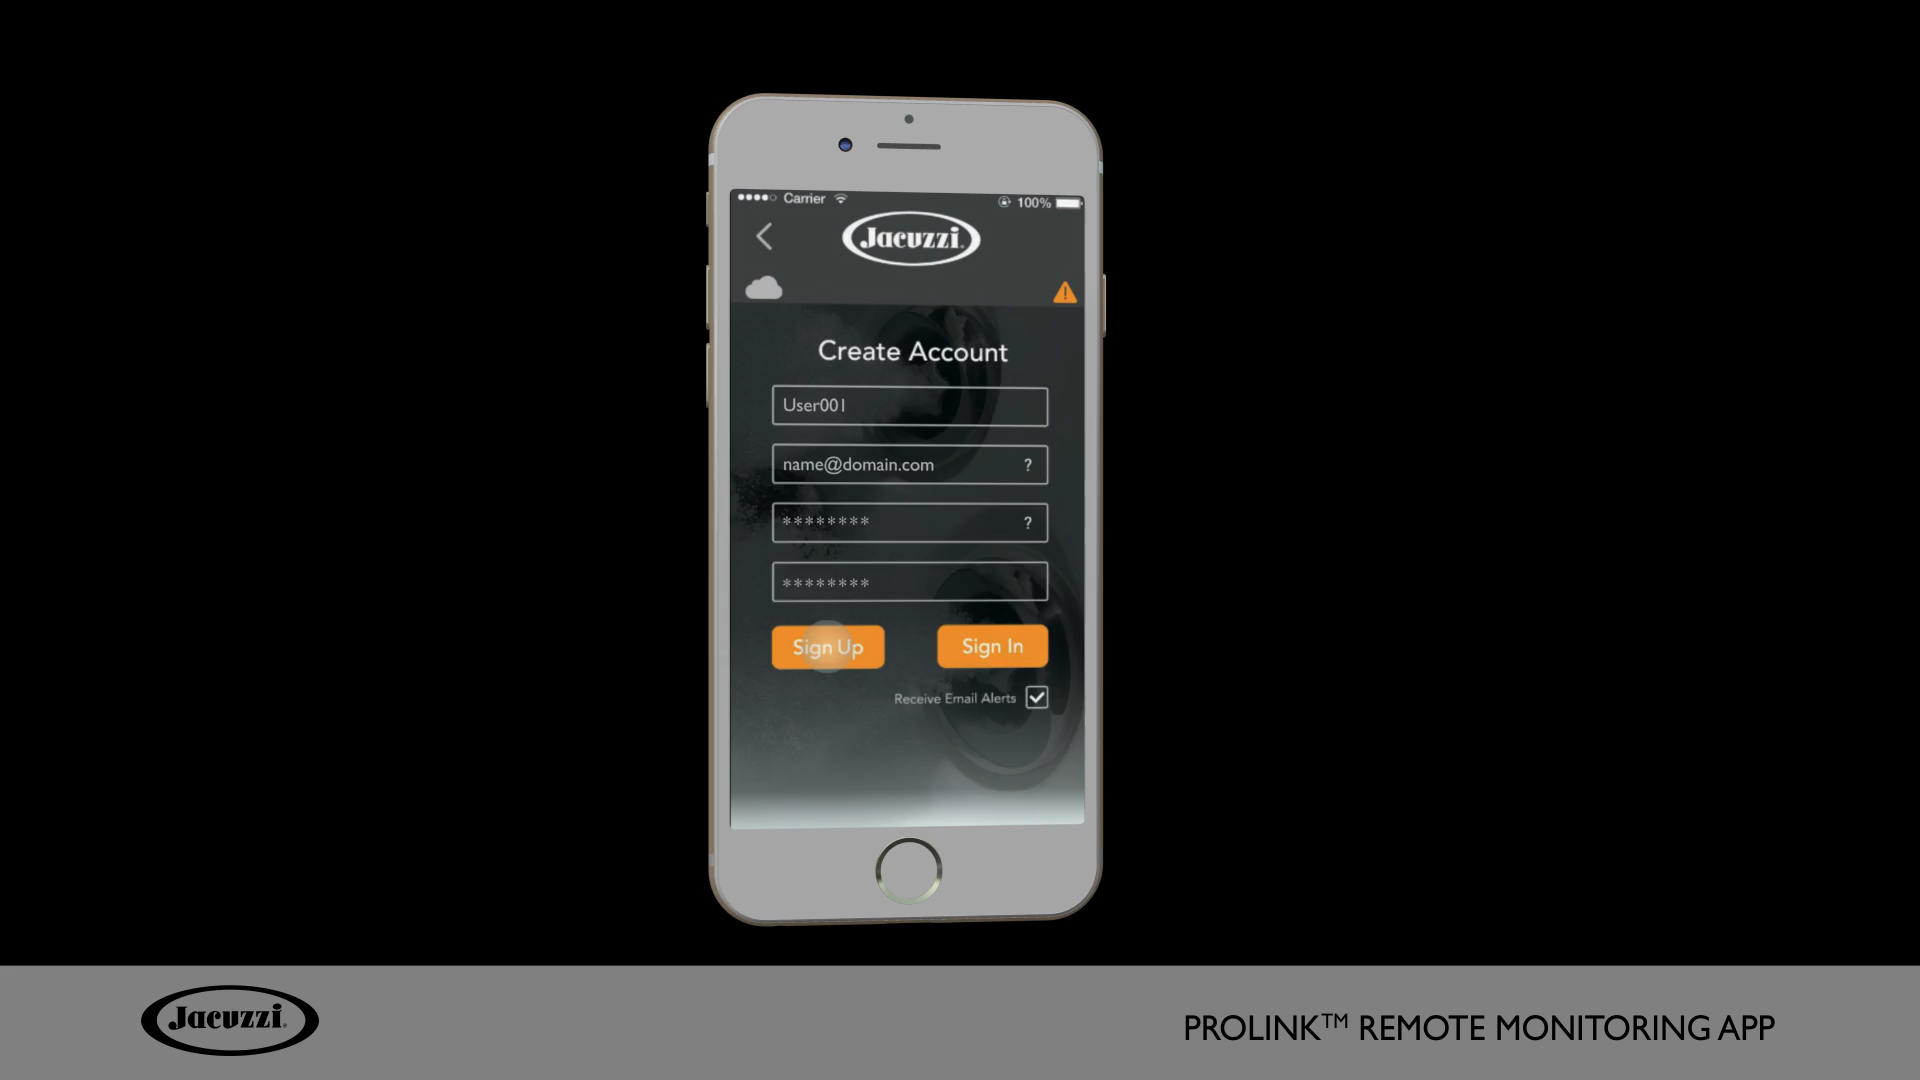 Carrier
100%
Jacuzzi®
Create Account
User001
name@domain.com ?
******** ?
********
Sign Up
Sign In
Receive Email Alerts
Jacuzzi®
PROLINK™ REMOTE MONITORING APP